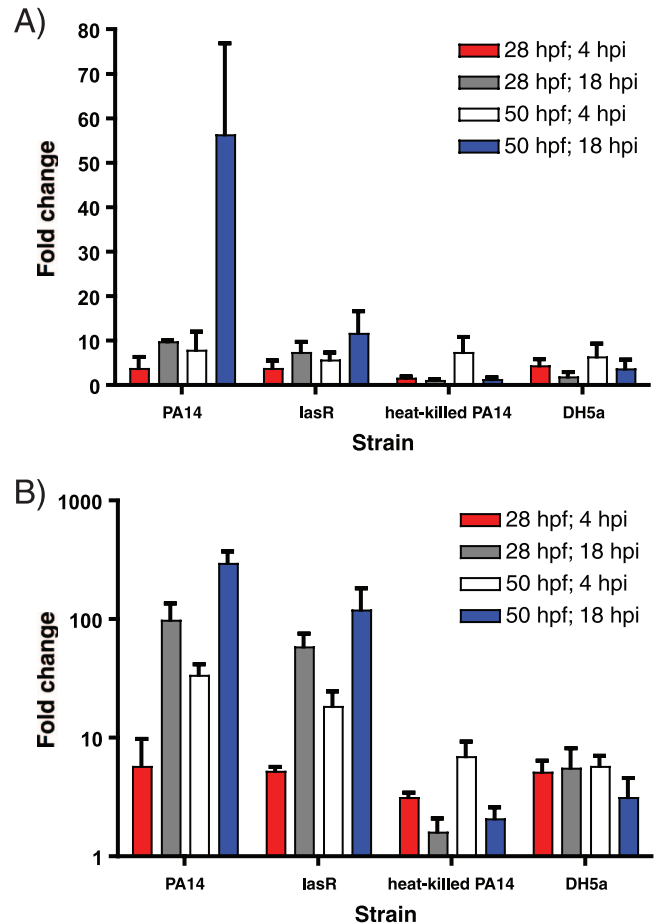 A)
80
70
60
50
40
30
20
10
0
Fold change
28 hpf; 4 hpi
28 hpf; 18 hpi
50 hpf; 4 hpi
50 hpf; 18 hpi
PA14 lasR heat-killed PA14 DH5a
Strain
B)
1000
100
10
1
Fold change
28 hpf; 4 hpi
28 hpf; 18 hpi
50 hpf; 4 hpi
50 hpf; 18 hpi
PA14 lasR heat-killed PA14 DH5a
Strain